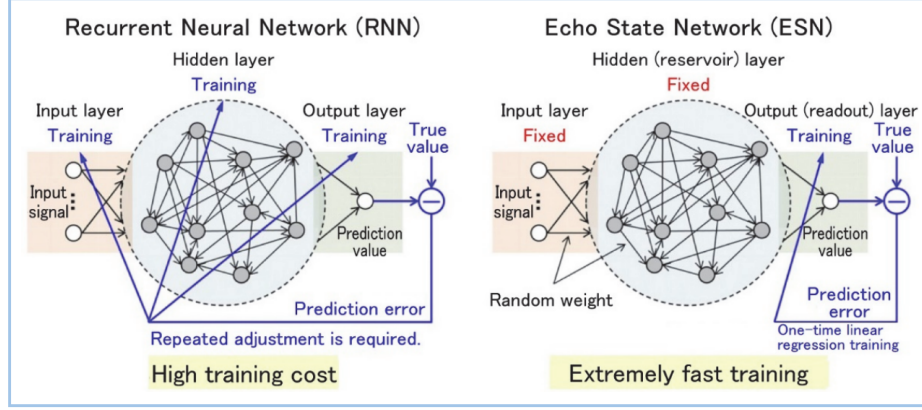 Recurrent Neural Network (RNN)
Hidden layer
Training
Input layer
Training
Output layer
Training
True
value
Input
signal
Prediction
value
Prediction error
Repeated adjustment is required.
High training cost
Echo State Network (ESN)
Hidden (reservoir) layer
Fixed
Input layer
Fixed
Output (readout) layer
Training
True
value
Input
signal
Prediction
value
Random weight
Prediction
error
One-time linear
regression training
Extremely fast training